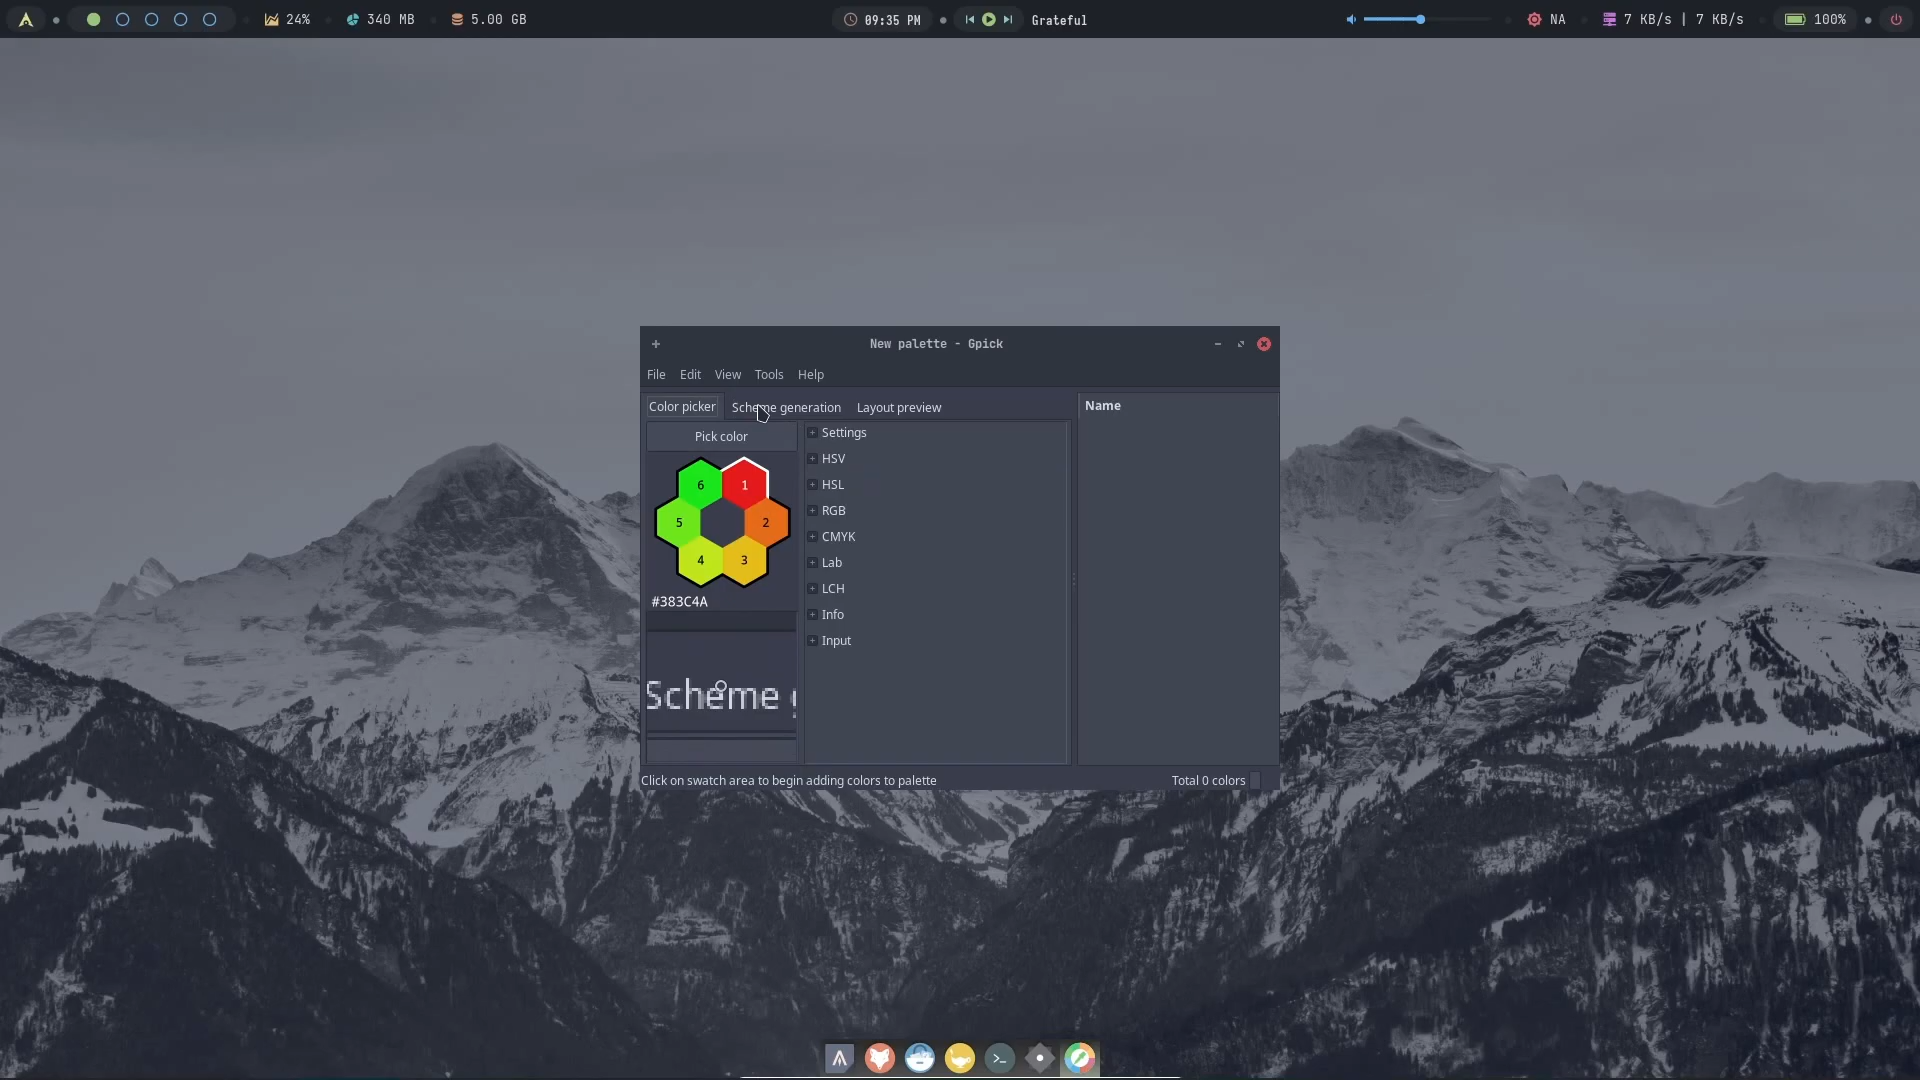 24% 340 MB 5.00 GB 09:35 PM Grateful NA 7 KB/s | 7 KB/s 100%
New palette - Gpick
File Edit View Tools Help
Color picker Scheme generation Layout preview
Name
Pick color
Settings
HSV
HSL
RGB
CMYK
Lab
LCH
Info
Input
6 1
5 2
4 3
#383C4A
Scheme g
Click on swatch area to begin adding colors to palette Total 0 colors